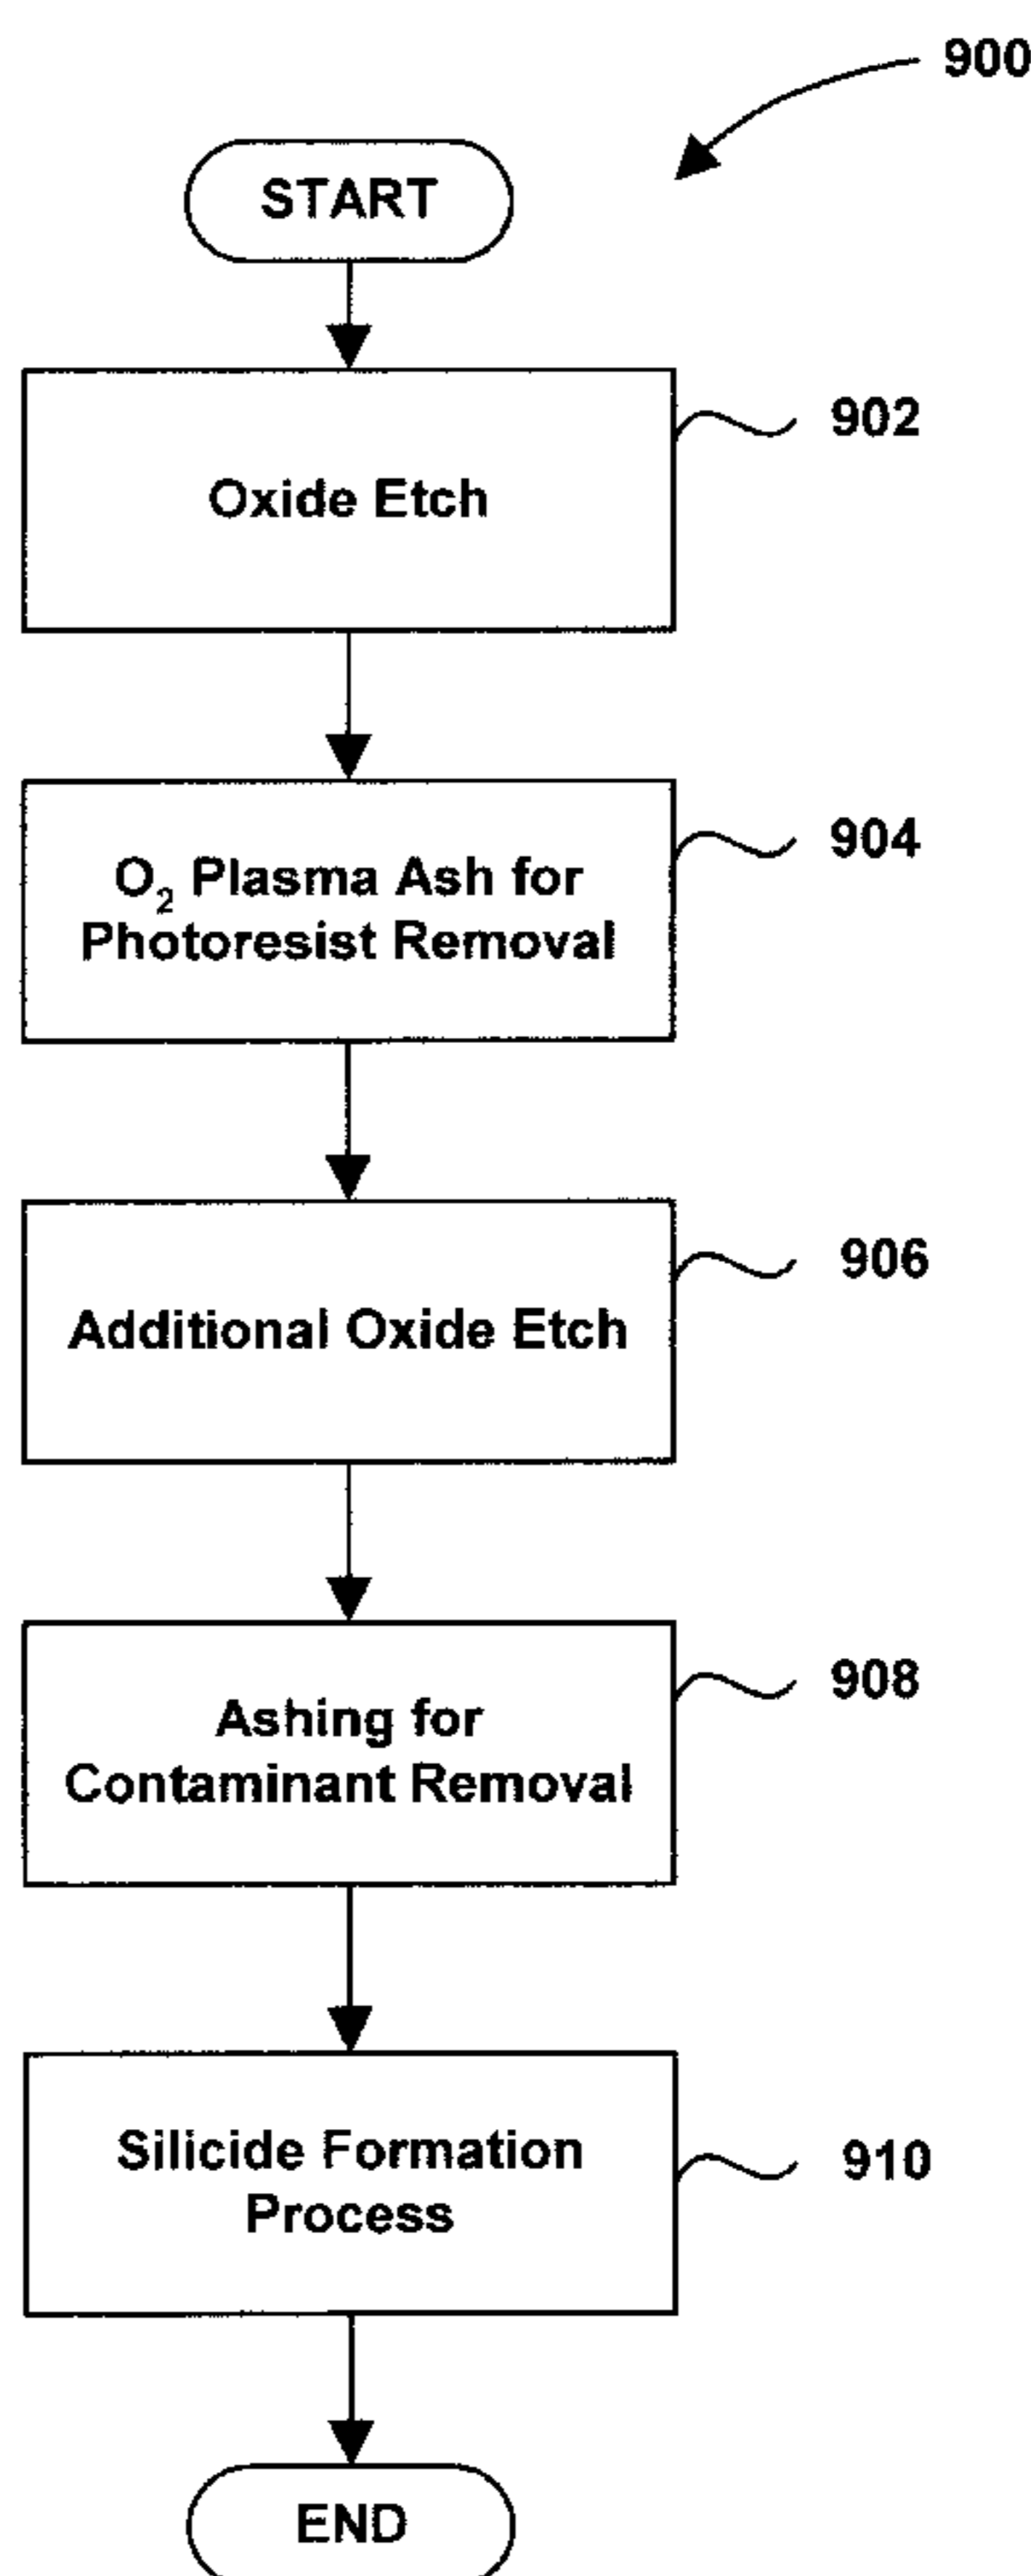 900
START
902
Oxide Etch
904
O₂ Plasma Ash for
Photoresist Removal
906
Additional Oxide Etch
908
Ashing for
Contaminant Removal
910
Silicide Formation
Process
END